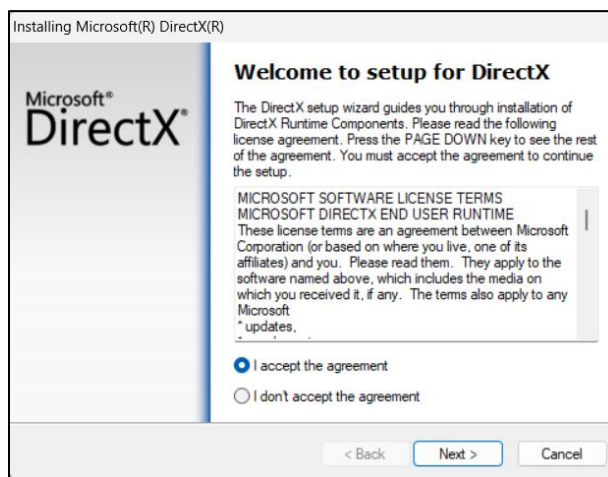 Installing Microsoft(R) DirectX(R)
Microsoft®
DirectX®
Welcome to setup for DirectX
The DirectX setup wizard guides you through installation of
DirectX Runtime Components. Please read the following
license agreement. Press the PAGE DOWN key to see the rest
of the agreement. You must accept the agreement to continue
the setup.
MICROSOFT SOFTWARE LICENSE TERMS
MICROSOFT DIRECTX END USER RUNTIME
These license terms are an agreement between Microsoft
Corporation (or based on where you live, one of its
affiliates) and you. Please read them. They apply to the
software named above, which includes the media on
which you received it, if any. The terms also apply to any
Microsoft
* updates,
I accept the agreement
I don't accept the agreement
< Back
Next >
Cancel